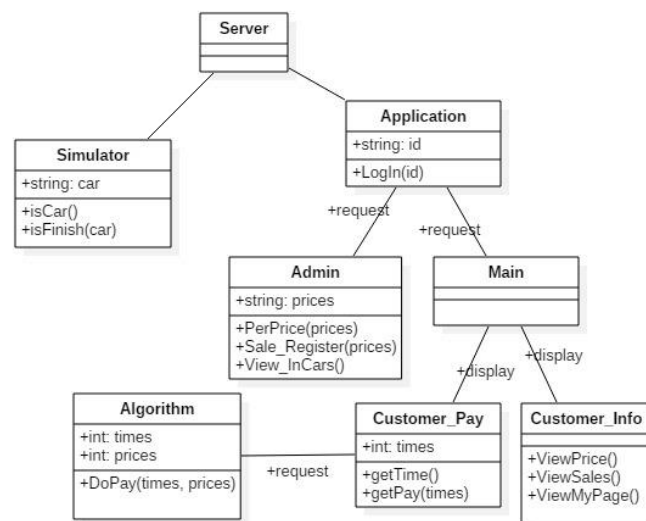 Server
Application
+string: id
+LogIn(id)
Simulator
+string: car
+isCar()
+isFinish(car)
+request
+request
Admin
+string: prices
+PerPrice(prices)
+Sale_Register(prices)
+View_InCars()
Main
+display
+display
Algorithm
+int: times
+int: prices
+DoPay(times, prices)
+request
Customer_Pay
+int: times
+getTime()
+getPay(times)
Customer_Info
+ViewPrice()
+ViewSales()
+ViewMyPage()